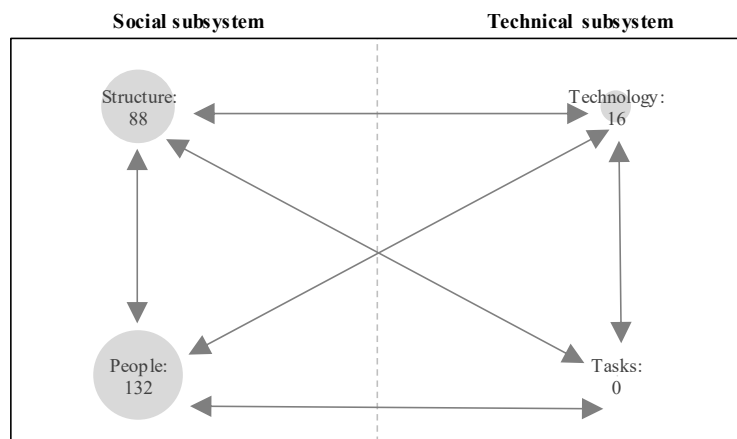 Social subsystem
Technical subsystem
Structure:
88
Technology:
16
People:
132
Tasks:
0